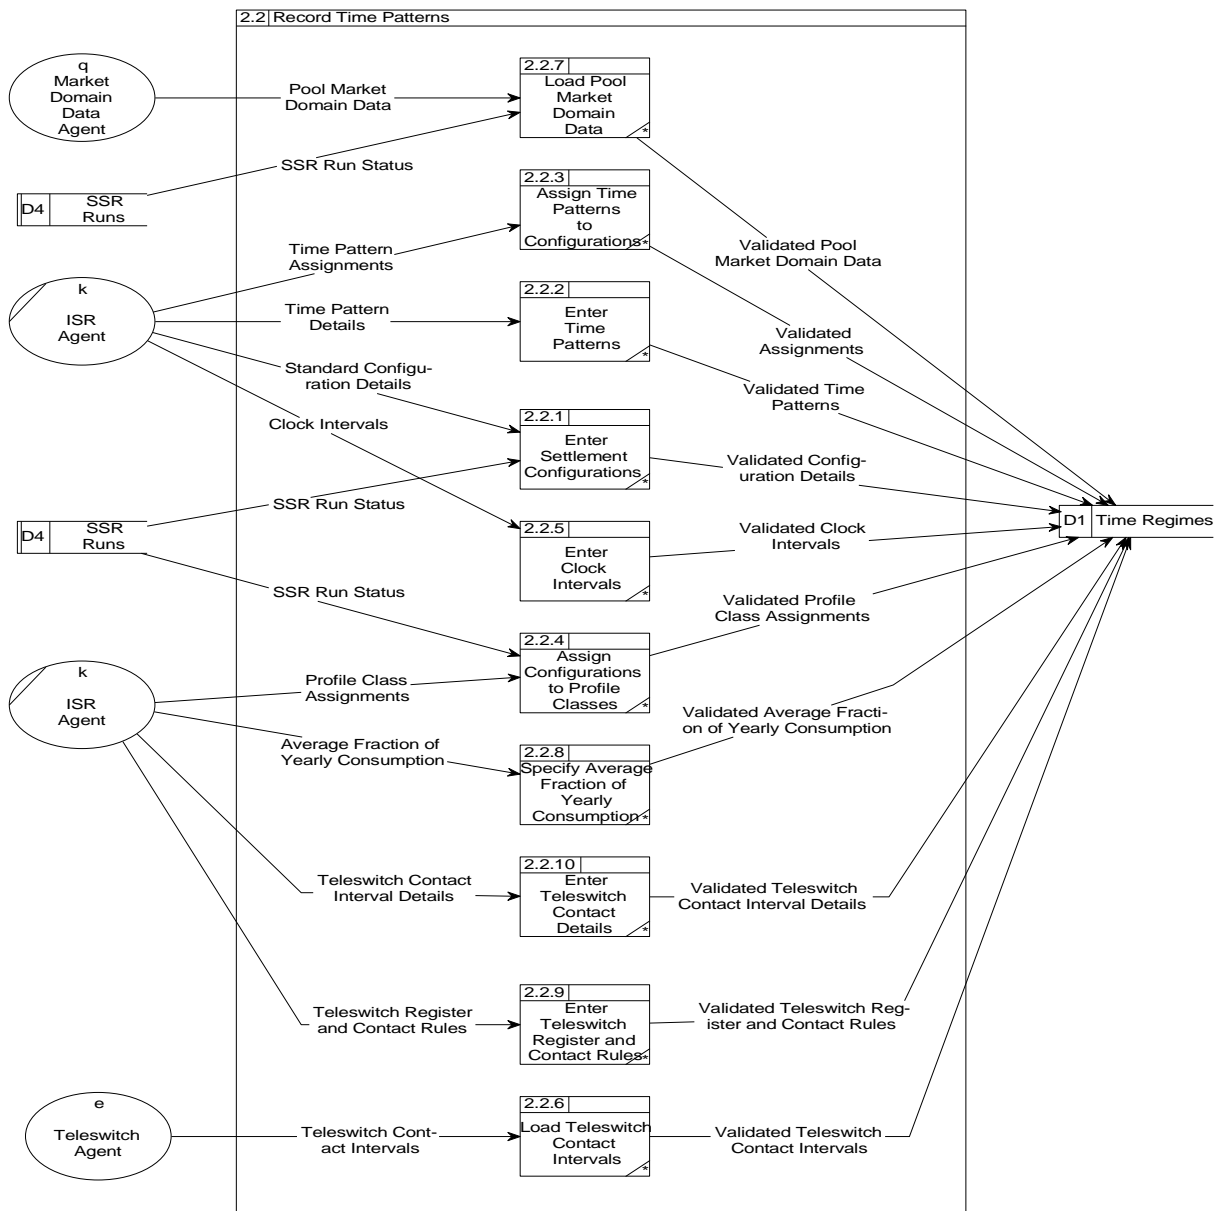 2.2 Record Time Patterns
q
Market
Domain
Data
Agent
Pool Market
Domain Data
2.2.7
Load Pool
Market
Domain
Data
*
SSR Run Status
D4 SSR
Runs
2.2.3
Assign Time
Patterns
to
Configurations
*
Time Pattern
Assignments
Validated Pool
Market Domain Data
k
ISR
Agent
Time Pattern
Details
2.2.2
Enter
Time
Patterns
*
Validated
Assignments
Standard Configu-
ration Details
Validated Time
Patterns
Clock Intervals
2.2.1
Enter
Settlement
Configurations
*
Validated Config-
uration Details
SSR Run Status
D4 SSR
Runs
2.2.5
Enter
Clock
Intervals
*
Validated Clock
Intervals
D1 Time Regimes
SSR Run Status
Validated Profile
Class Assignments
2.2.4
Assign
Configurations
to Profile
Classes
*
k
ISR
Agent
Profile Class
Assignments
Validated Average Fracti-
on of Yearly Consumption
Average Fraction of
Yearly Consumption
2.2.8
Specify Average
Fraction of
Yearly
Consumption
*
2.2.10
Enter
Teleswitch
Contact
Details
*
Teleswitch Contact
Interval Details
Validated Teleswitch
Contact Interval Details
2.2.9
Enter
Teleswitch
Register and
Contact Rules
*
Teleswitch Register
and Contact Rules
Validated Teleswitch Reg-
ister and Contact Rules
e
Teleswitch
Agent
Teleswitch Cont-
act Intervals
2.2.6
Load Teleswitch
Contact
Intervals
*
Validated Teleswitch
Contact Intervals